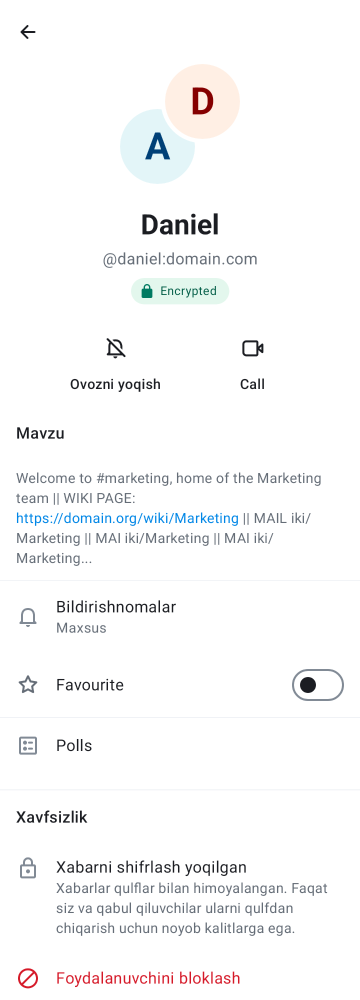 D
A
Daniel
@daniel:domain.com
Encrypted
Ovozni yoqish
Call
Mavzu
Welcome to #marketing, home of the Marketing
team || WIKI PAGE:
https://domain.org/wiki/Marketing || MAIL iki/
Marketing || MAI iki/Marketing || MAI iki/
Marketing...
Bildirishnomalar
Maxsus
Favourite
Polls
Xavfsizlik
Xabarni shifrlash yoqilgan
Xabarlar qulflar bilan himoyalangan. Faqat
siz va qabul qiluvchilar ularni qulfdan
chiqarish uchun noyob kalitlarga ega.
Foydalanuvchini bloklash